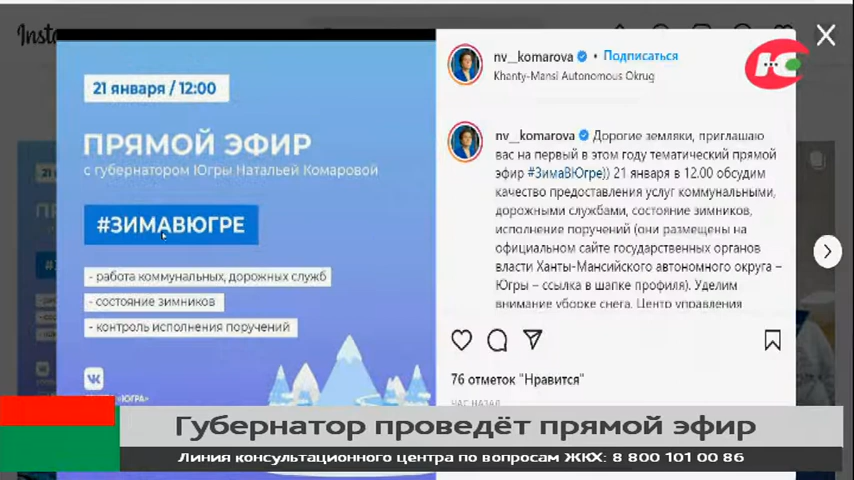 Insta
21 января / 12:00
ПРЯМОЙ ЭФИР
с губернатором Югры Натальей Комаровой
#ЗИМАВЮГРЕ
- работа коммунальных, дорожных служб
- состояние зимников
- контроль исполнения поручений
«ЮГРА»
nv__komarova • Подписаться
Khanty-Mansi Autonomous Okrug
nv__komarova Дорогие земляки, приглашаю
вас на первый в этом году тематический прямой
эфир #ЗимаВЮгре)) 21 января в 12.00 обсудим
качество предоставления услуг коммунальными,
дорожными службами, состояние зимников,
исполнение поручений (они размещены на
официальном сайте государственных органов
власти Ханты-Мансийского автономного округа –
Югры – ссылка в шапке профиля). Уделим
внимание уборке снега. Центр управления
76 отметок "Нравится"
ЧАС НАЗАД
Губернатор проведёт прямой эфир
Линия консультационного центра по вопросам ЖКХ: 8 800 101 00 86